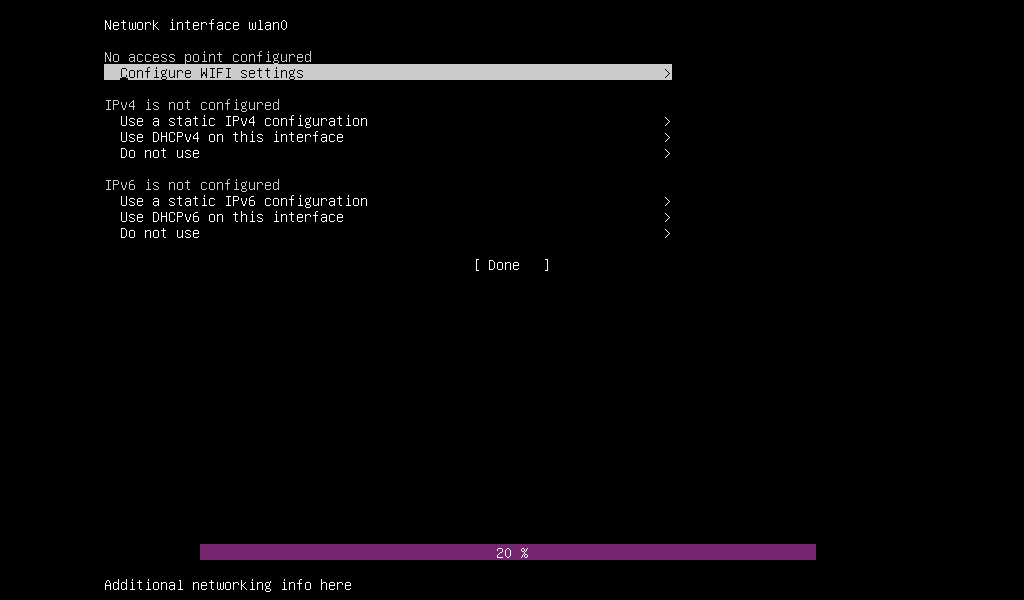 Network interface wlan0
No access point configured
Configure WIFI settings >
IPv4 is not configured
Use a static IPv4 configuration >
Use DHCPv4 on this interface >
Do not use >
IPv6 is not configured
Use a static IPv6 configuration >
Use DHCPv6 on this interface >
Do not use >
[ Done ]
20 %
Additional networking info here